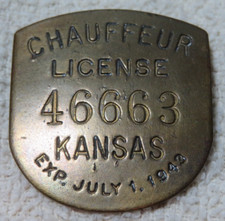 CHAUFFEUR
LICENSE
46663
KANSAS
EXP. JULY 1, 1943